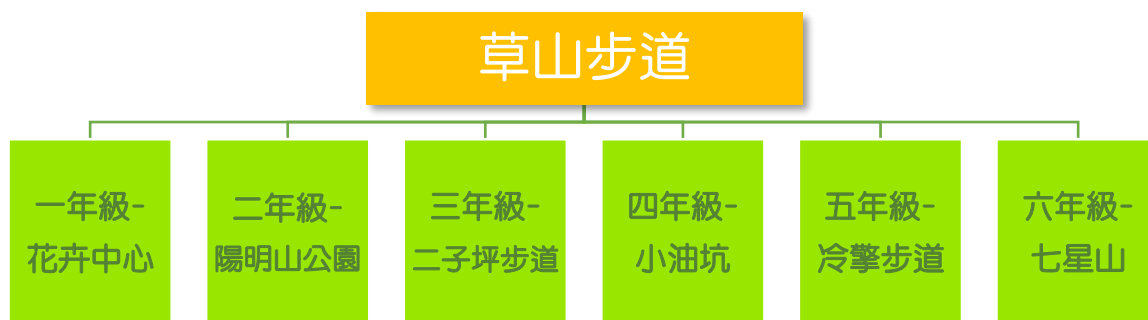 草山步道
一年級-
花卉中心
二年級-
陽明山公園
三年級-
二子坪步道
四年級-
小油坑
五年級-
冷擎步道
六年級-
七星山